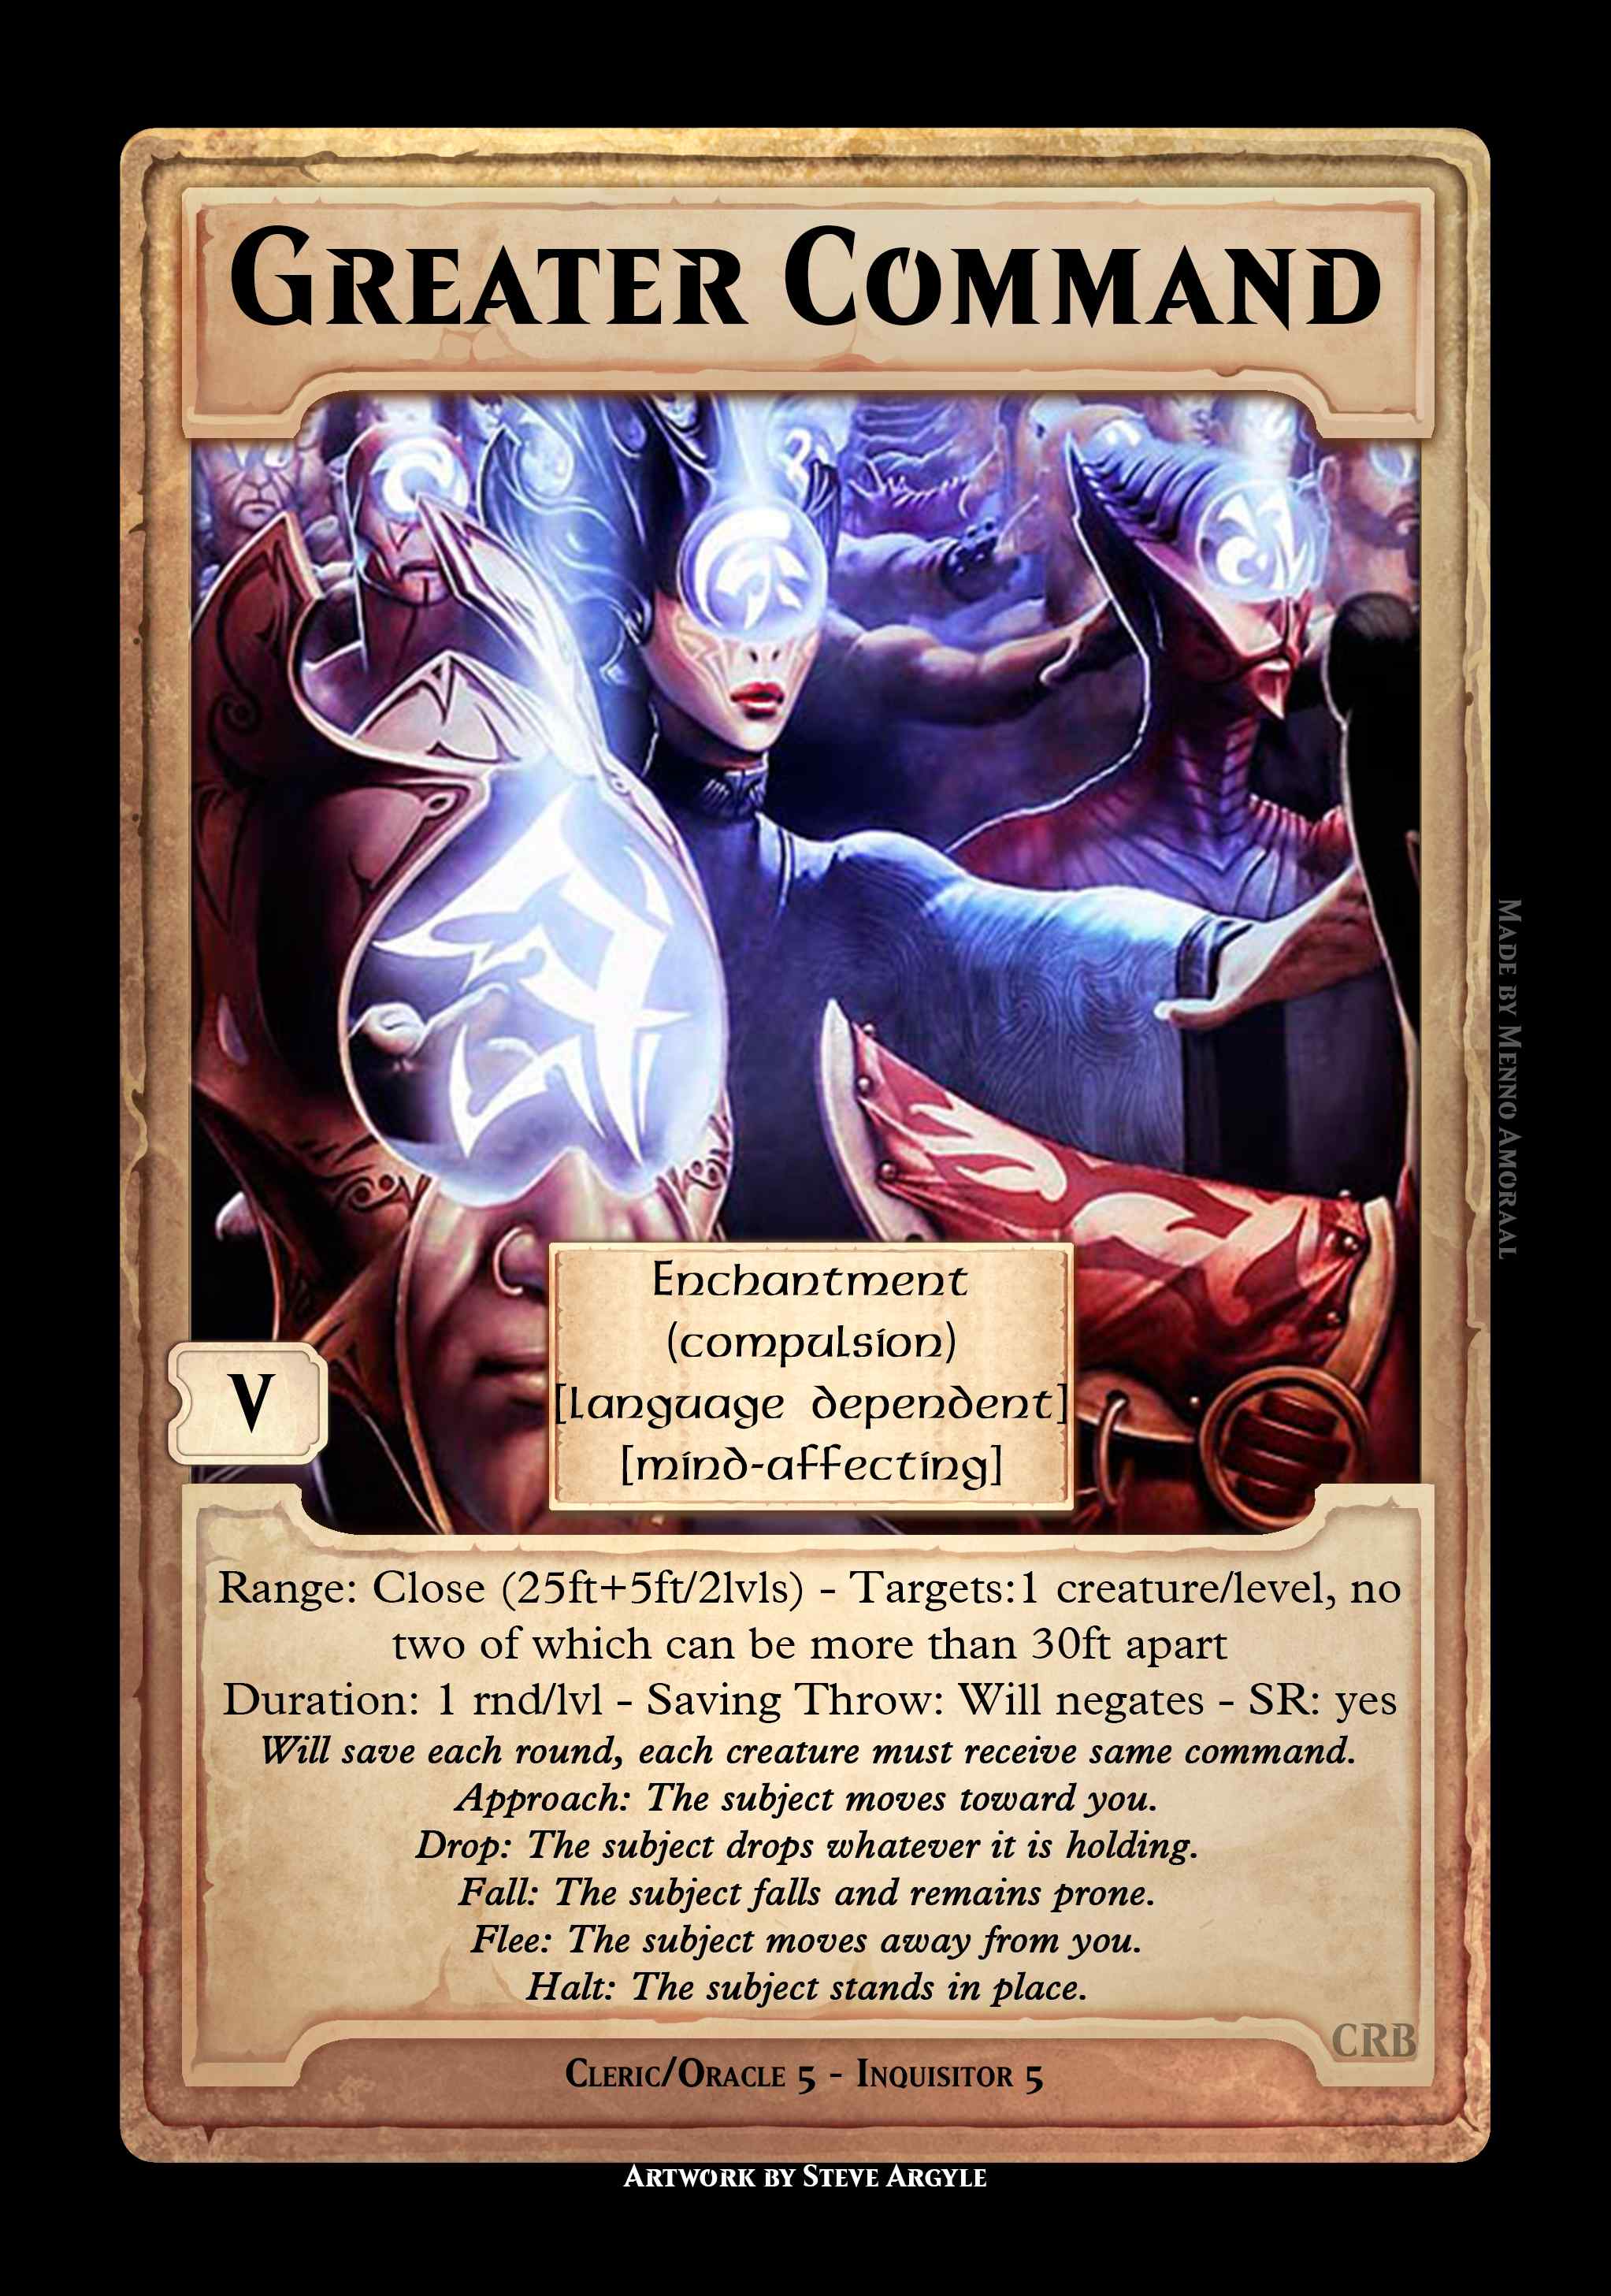 Greater Command
Enchantment
(compulsion)
[language dependent]
[mind-affecting]
V
Range: Close (25ft+5ft/2lvls) - Targets:1 creature/level, no
two of which can be more than 30ft apart
Duration: 1 rnd/lvl - Saving Throw: Will negates - SR: yes
Will save each round, each creature must receive same command.
Approach: The subject moves toward you.
Drop: The subject drops whatever it is holding.
Fall: The subject falls and remains prone.
Flee: The subject moves away from you.
Halt: The subject stands in place.
CRB
Cleric/Oracle 5 - Inquisitor 5
Artwork by Steve Argyle
Made by Menno Amoraal